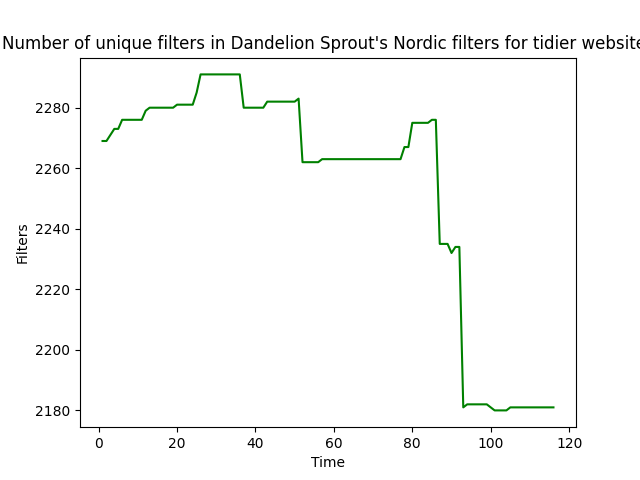 Number of unique filters in Dandelion Sprout's Nordic filters for tidier website
Filters
2280
2260
2240
2220
2200
2180
0 20 40 60 80 100 120
Time